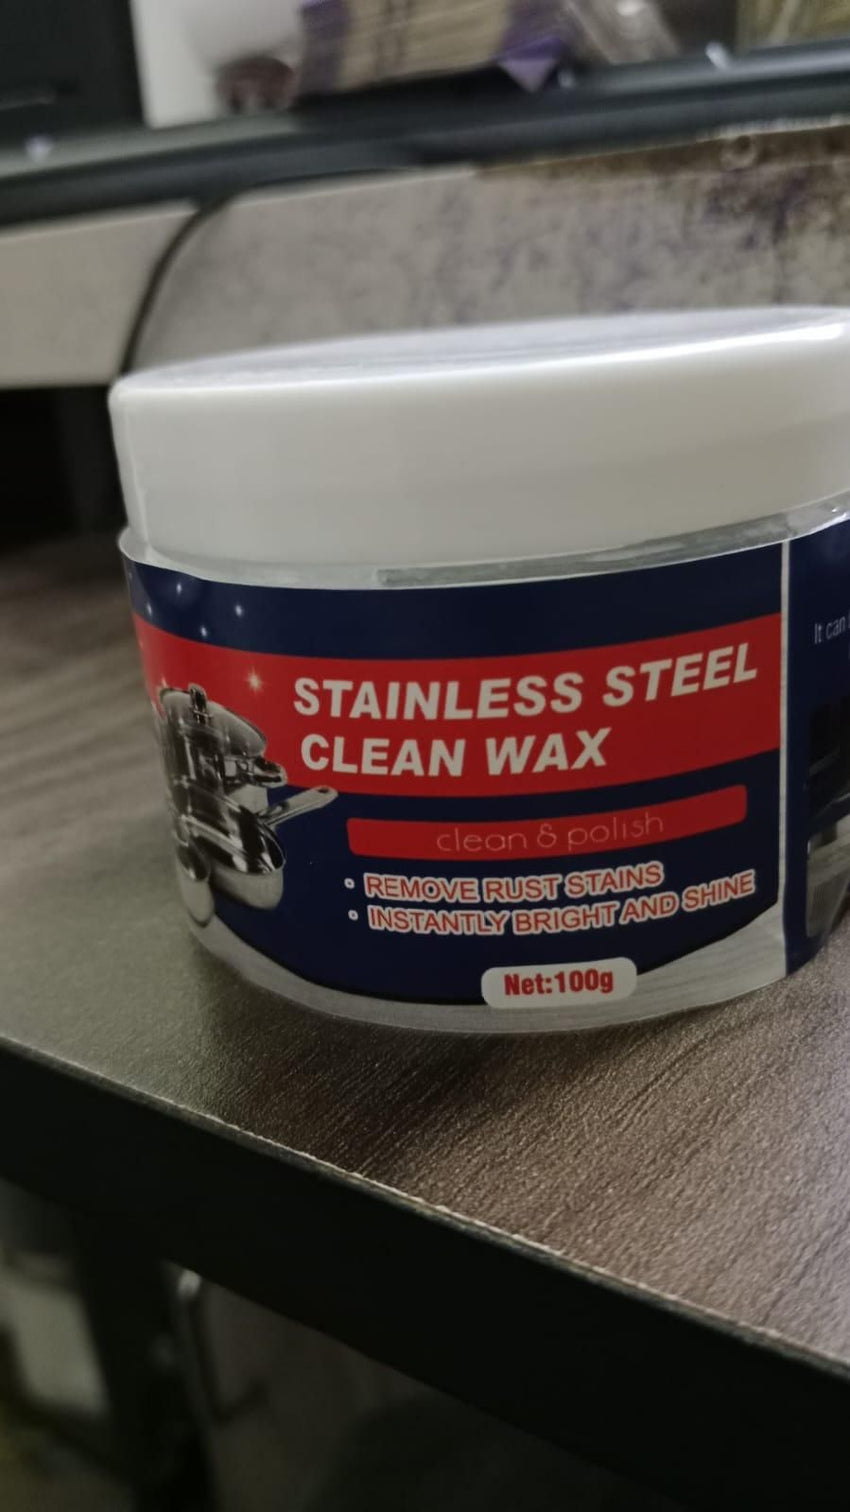 STAINLESS STEEL
CLEAN WAX
clean & polish
• REMOVE RUST STAINS
• INSTANTLY BRIGHT AND SHINE
Net:100g
It can